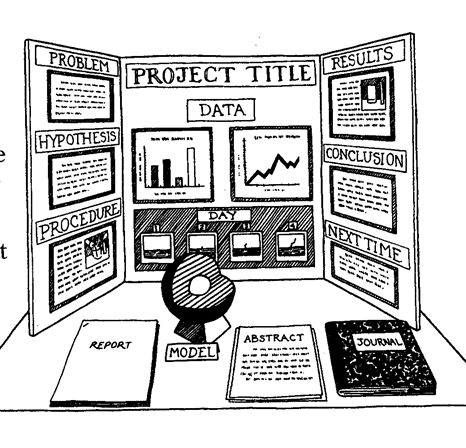 PROBLEM
HYPOTHESIS
PROCEDURE
PROJECT TITLE
DATA
DAY
RESULTS
CONCLUSION
NEXT TIME
MODEL
REPORT
ABSTRACT
JOURNAL